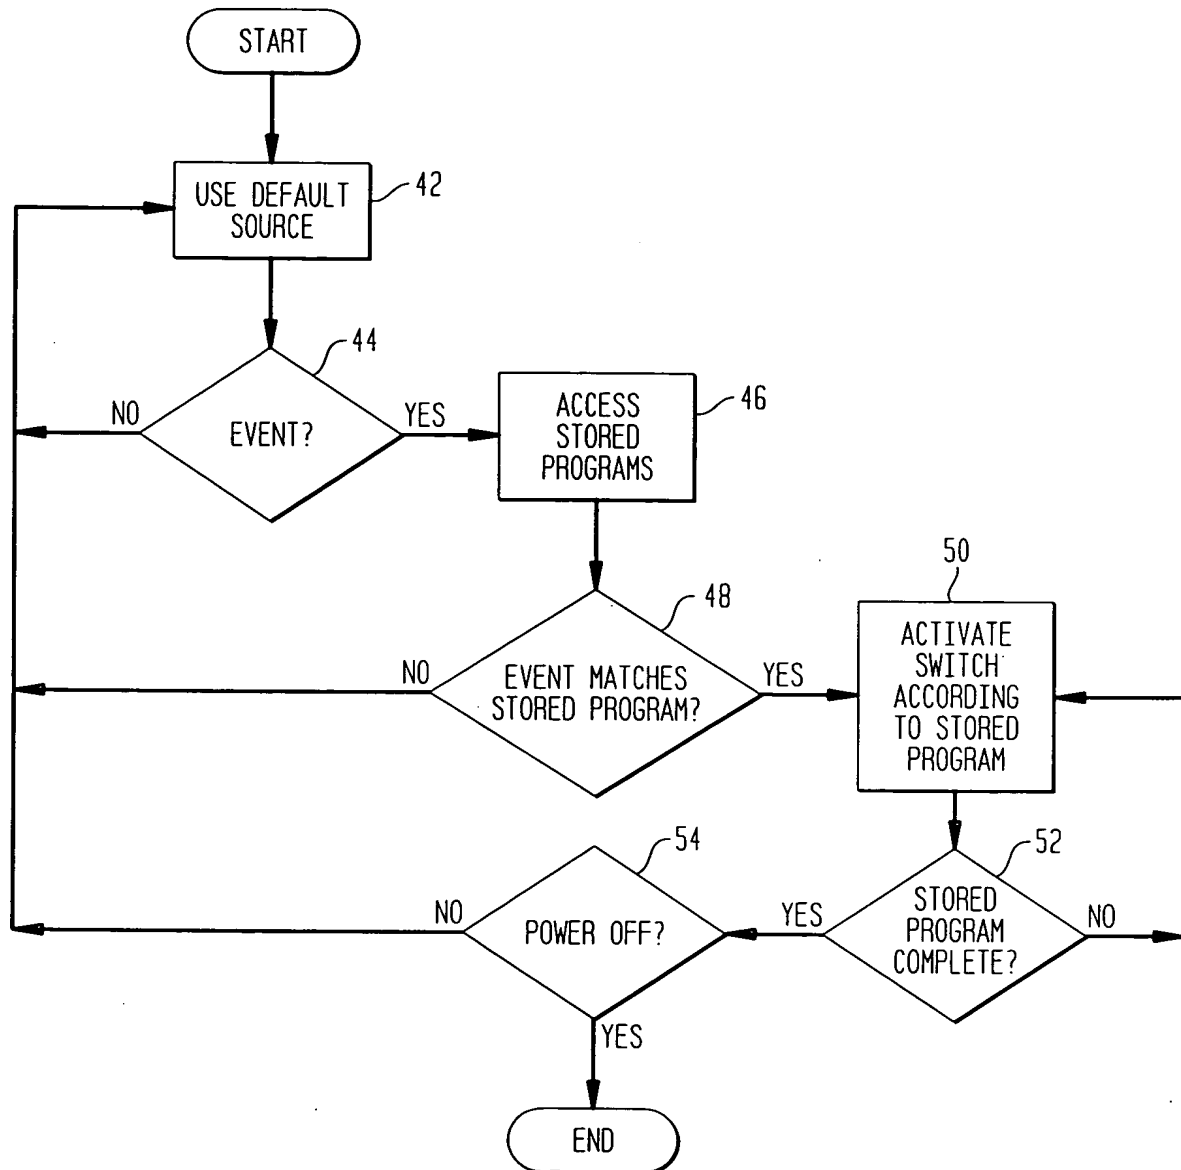 START
USE DEFAULT
SOURCE
42
44
EVENT?
NO
YES
ACCESS
STORED
PROGRAMS
46
48
EVENT MATCHES
STORED PROGRAM?
NO
YES
50
ACTIVATE
SWITCH
ACCORDING
TO STORED
PROGRAM
52
STORED
PROGRAM
COMPLETE?
YES
NO
54
POWER OFF?
NO
YES
END